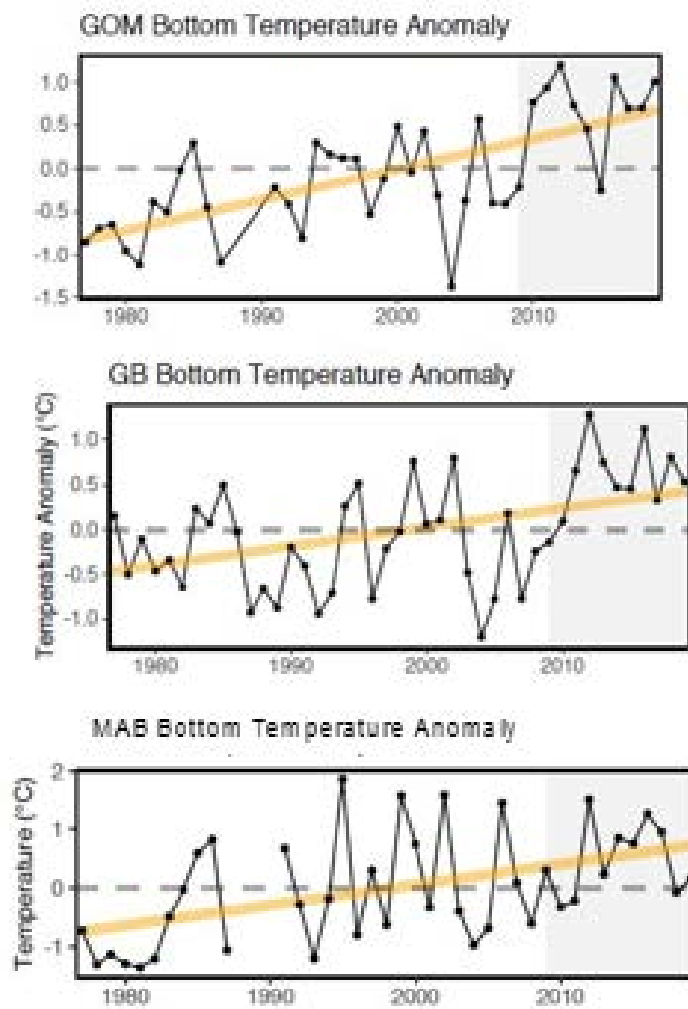 GOM Bottom Temperature Anomaly
1.0
0.5
0.0
-0.5
-1.0
-1.5
1980 1990 2000 2010
GB Bottom Temperature Anomaly
Temperature Anomaly (°C)
1.0
0.5
0.0
-0.5
-1.0
1980 1990 2000 2010
MAB Bottom Temperature Anomaly
Temperature (°C)
2
1
0
-1
1980 1990 2000 2010